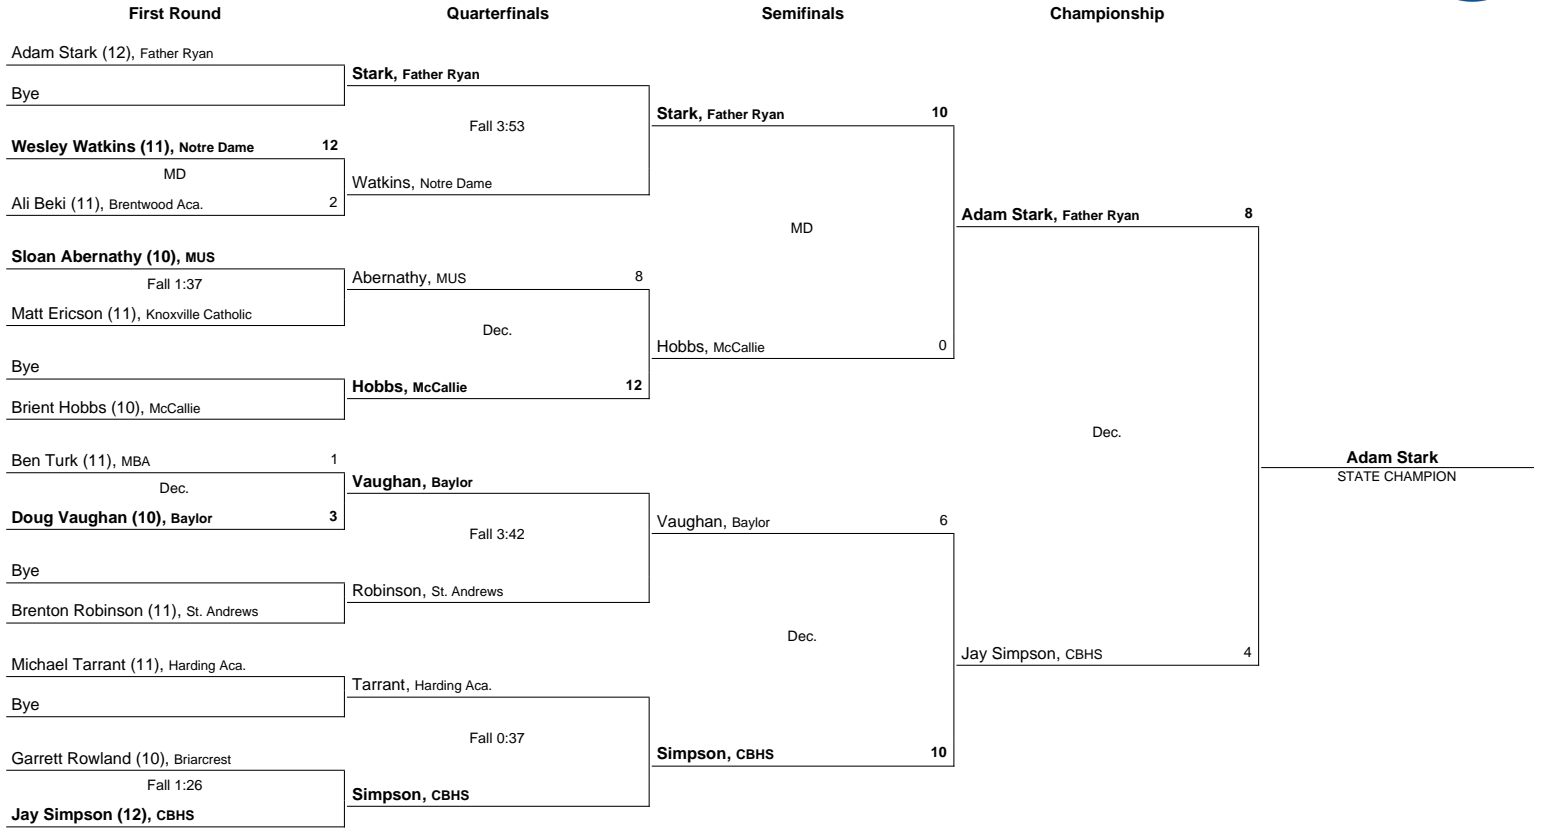 First Round
Quarterfinals
Semifinals
Championship
Adam Stark (12), Father Ryan
Bye
Wesley Watkins (11), Notre Dame 12
MD
Ali Beki (11), Brentwood Aca. 2
Sloan Abernathy (10), MUS
Fall 1:37
Matt Ericson (11), Knoxville Catholic
Bye
Brient Hobbs (10), McCallie
Ben Turk (11), MBA 1
Dec.
Doug Vaughan (10), Baylor 3
Bye
Brenton Robinson (11), St. Andrews
Michael Tarrant (11), Harding Aca.
Bye
Garrett Rowland (10), Briarcrest
Fall 1:26
Jay Simpson (12), CBHS
Stark, Father Ryan
Fall 3:53
Watkins, Notre Dame
Abernathy, MUS 8
Dec.
Hobbs, McCallie 12
Vaughan, Baylor
Fall 3:42
Robinson, St. Andrews
Tarrant, Harding Aca.
Fall 0:37
Simpson, CBHS
Stark, Father Ryan 10
MD
Hobbs, McCallie 0
Vaughan, Baylor 6
Dec.
Simpson, CBHS 10
Adam Stark, Father Ryan 8
Dec.
Jay Simpson, CBHS 4
Adam Stark
STATE CHAMPION